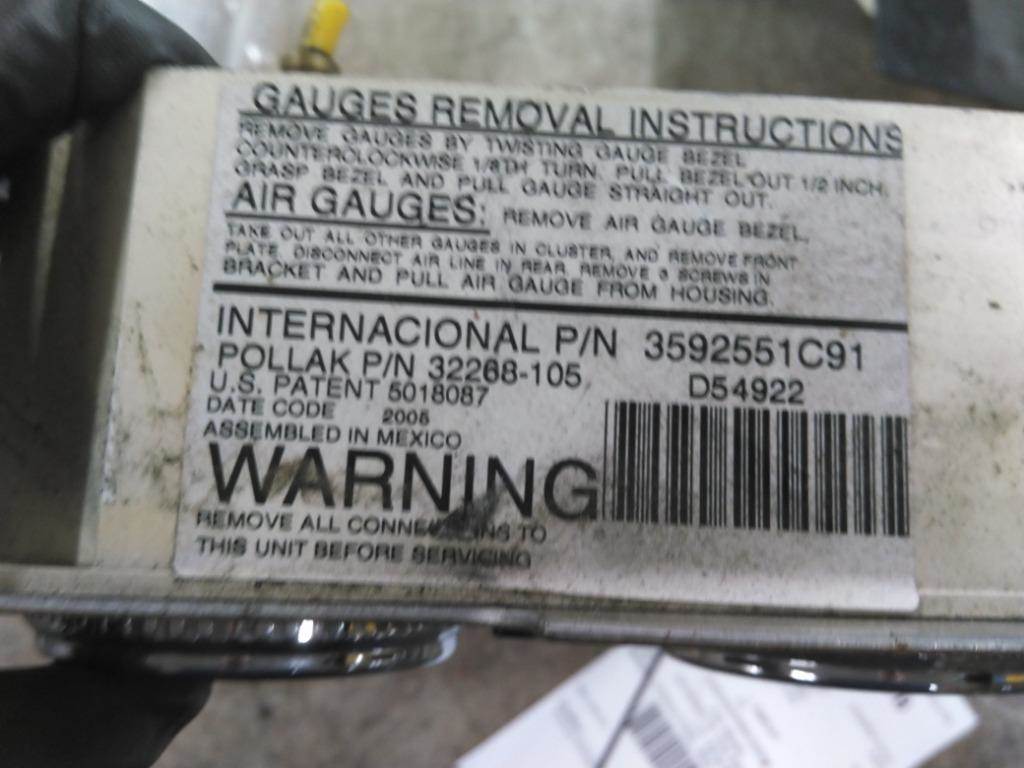 GAUGES REMOVAL INSTRUCTIONS
REMOVE GAUGES BY TWISTING GAUGE BEZEL
COUNTERCLOCKWISE 1/8TH TURN. PULL BEZEL OUT 1/2 INCH,
GRASP BEZEL AND PULL GAUGE STRAIGHT OUT.
AIR GAUGES: REMOVE AIR GAUGE BEZEL,
TAKE OUT ALL OTHER GAUGES IN CLUSTER, AND REMOVE FRONT
PLATE, DISCONNECT AIR LINE IN REAR, REMOVE SCREWS IN
BRACKET AND PULL AIR GAUGE FROM HOUSING.
INTERNACIONAL P/N 3592551C91
POLLAK P/N 32268-105
D54922
U.S. PATENT 5018087
DATE CODE 2005
ASSEMBLED IN MEXICO
WARNING
REMOVE ALL CONNECTIONS TO
THIS UNIT BEFORE SERVICING